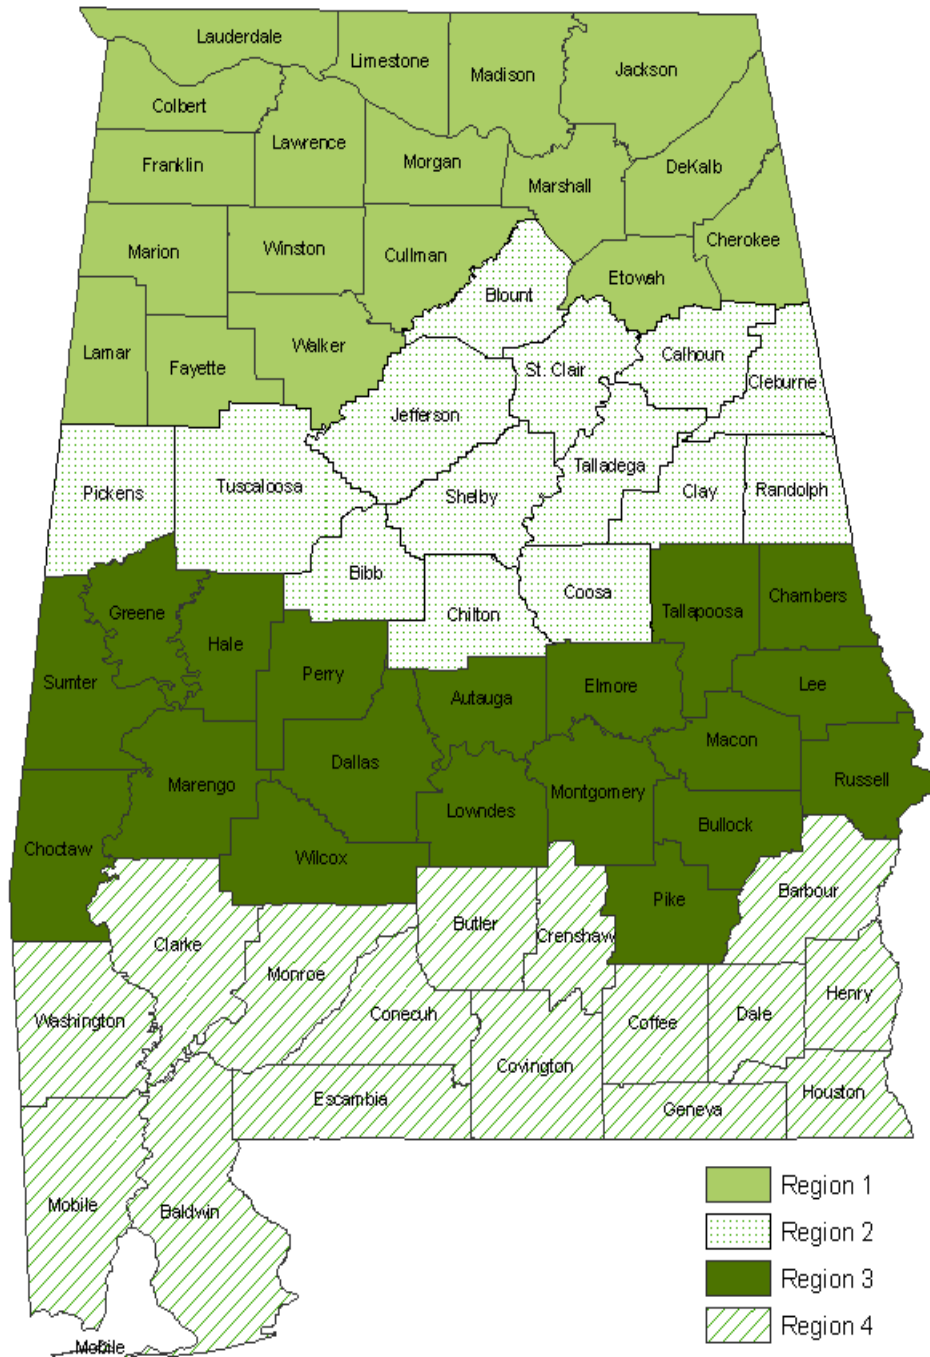 Lauderdale
Limestone
Madison
Jackson
Colbert
Lawrence
Franklin
Morgan
DeKalb
Marshall
Marion
Winston
Cullman
Cherokee
Etowah
Blount
Lamar
Fayette
Walker
St. Clair
Calhoun
Cleburne
Jefferson
Pickens
Tuscaloosa
Shelby
Talladega
Clay
Randolph
Bibb
Chilton
Coosa
Greene
Hale
Tallapoosa
Chambers
Sumter
Perry
Autauga
Elmore
Lee
Marengo
Dallas
Macon
Lowndes
Montgomery
Russell
Bullock
Choctaw
Wilcox
Pike
Barbour
Clarke
Butler
Crenshaw
Monroe
Washington
Conecuh
Coffee
Dale
Henry
Covington
Escambia
Geneva
Houston
Mobile
Baldwin
Mobile
Region 1
Region 2
Region 3
Region 4